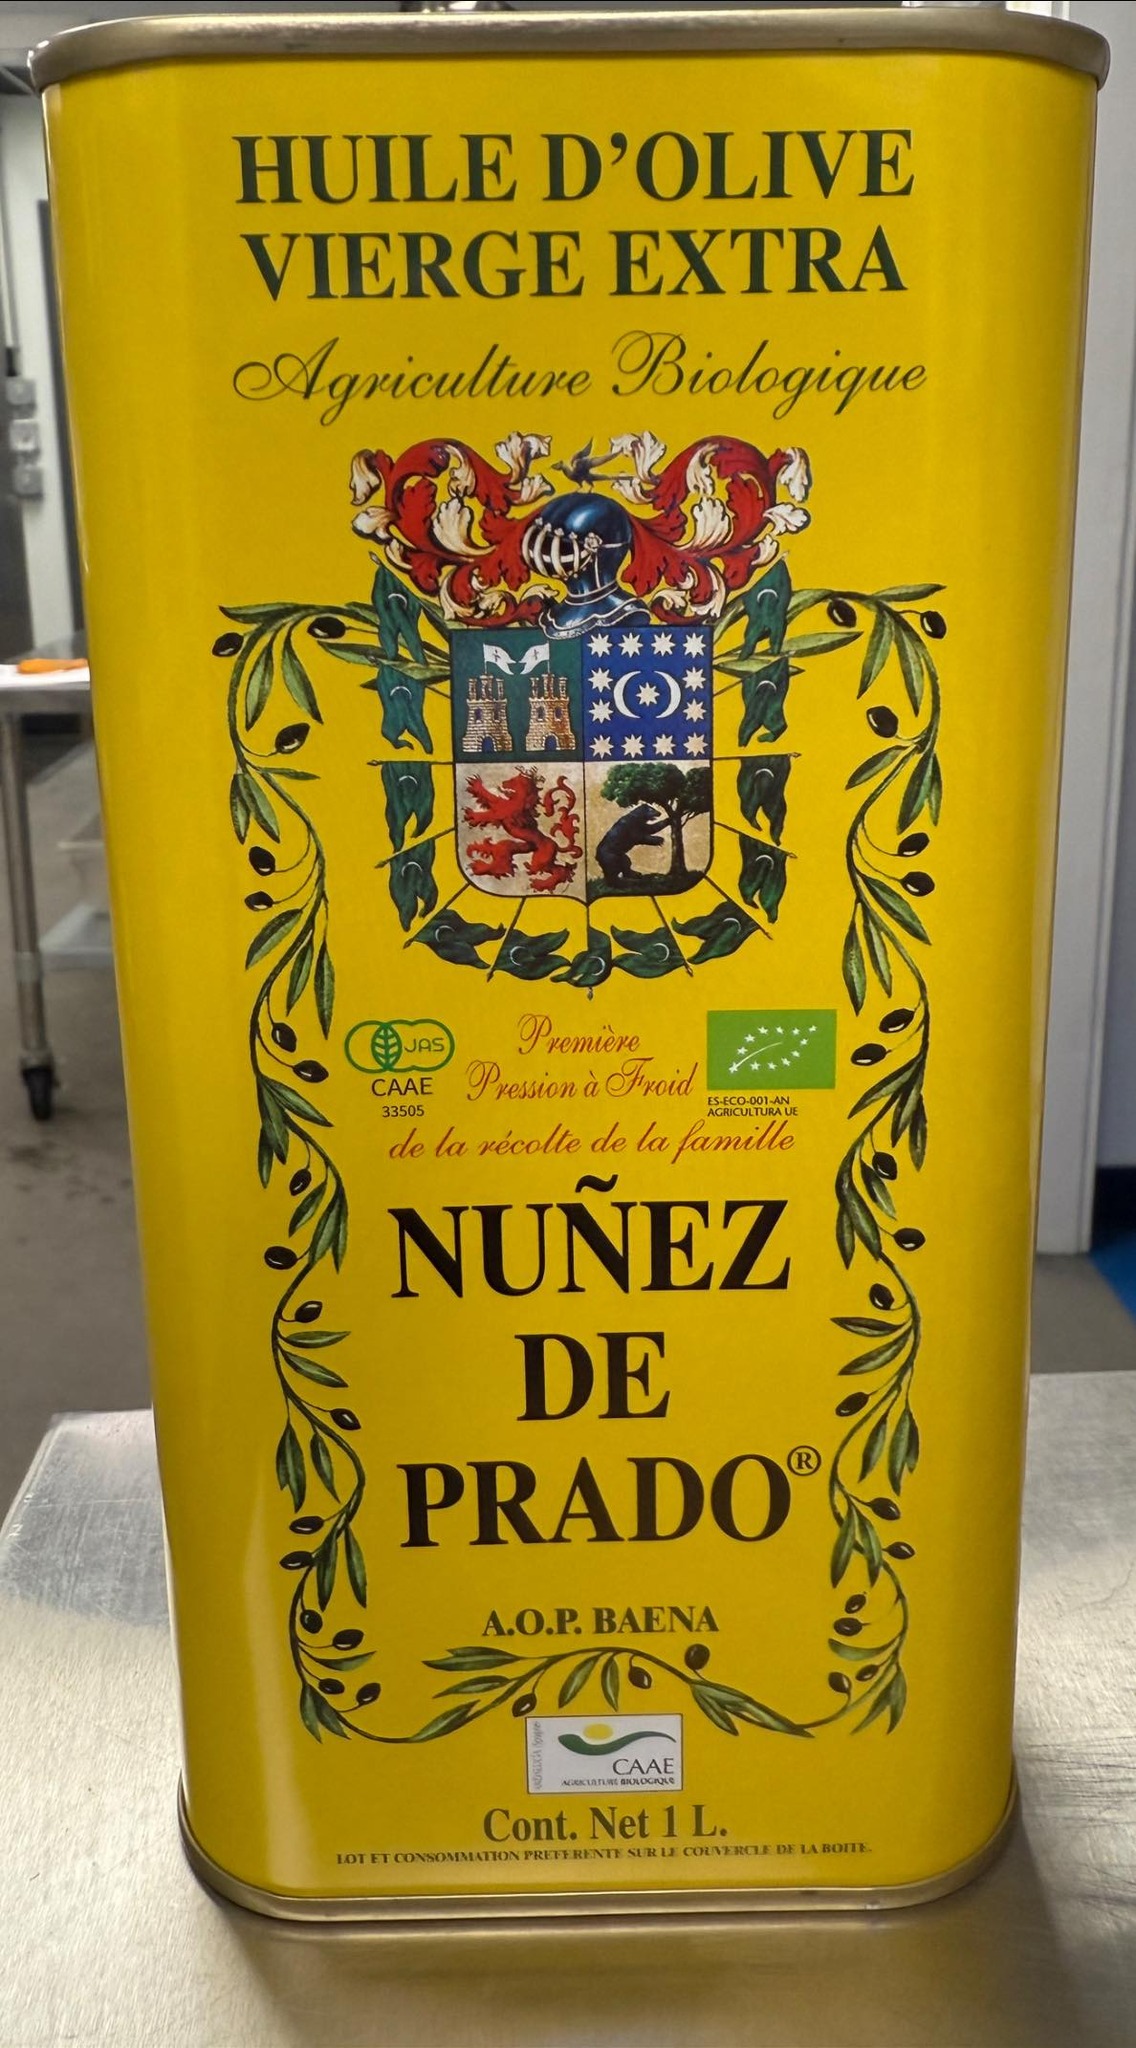 HUILE D'OLIVE
VIERGE EXTRA
Agriculture Biologique
JAS
CAAE
33505
Première
Pression à Froid
ES-ECO-001-AN
AGRICULTURA UE
de la récolte de la famille
NUÑEZ
DE
PRADO®
A.O.P. BAENA
CAAE
AGRICULTURE BIOLOGIQUE
Cont. Net 1 L.
LOT ET CONSOMMATION PREFERENTE SUR LE COUVERCLE DE LA BOITE.